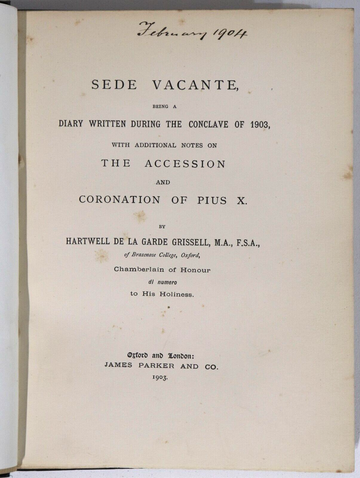 February 1904
SEDE VACANTE,
BEING A
DIARY WRITTEN DURING THE CONCLAVE OF 1903,
WITH ADDITIONAL NOTES ON
THE ACCESSION
AND
CORONATION OF PIUS X.
BY
HARTWELL DE LA GARDE GRISSELL, M.A., F.S.A.,
of Brasenose College, Oxford,
Chamberlain of Honour
di numero
to His Holiness.
Oxford and London:
JAMES PARKER AND CO.
1903.